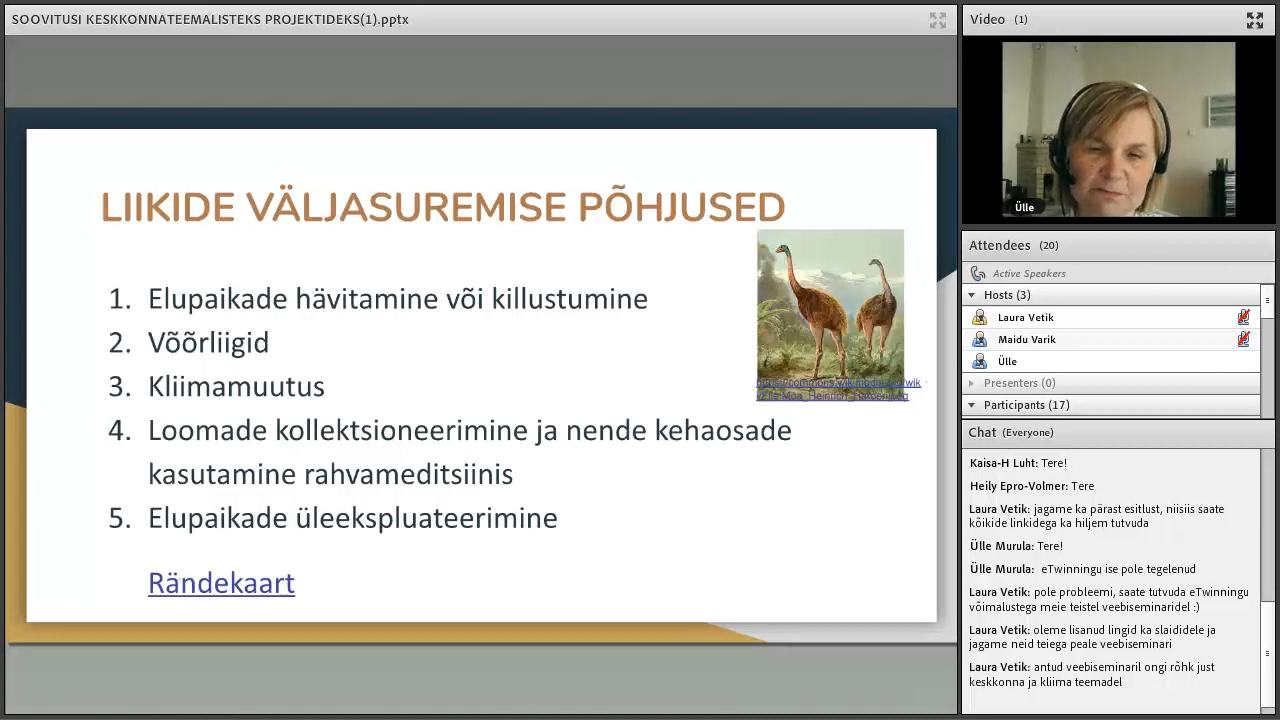 SOOVITUSI KESKKONNATEEMALISTEKS PROJEKTIDEKS(1).pptx
LIIKIDE VÄLJASUREMISE PÕHJUSED
1. Elupaikade hävitamine või killustumine
2. Võõrliigid
3. Kliimamuutus
4. Loomade kollektsioneerimine ja nende kehaosade
kasutamine rahvameditsiinis
5. Elupaikade üleekspluateerimine
Rändekaart
Video (1)
Ülle
Attendees (20)
Active Speakers
Hosts (3)
Laura Vetik
Maidu Varik
Ülle
Presenters (0)
Participants (17)
Chat (Everyone)
Kaisa-H Luht: Tere!
Heily Epro-Volmer: Tere
Laura Vetik: jagame ka pärast esitlust, niisiis saate
kõikide linkidega ka hiljem tutvuda
Ülle Murula: Tere!
Ülle Murula: eTwinningu ise pole tegelenud
Laura Vetik: pole probleemi, saate tutvuda eTwinningu
võimalustega meie teistel veebiseminaridel :)
Laura Vetik: oleme lisanud lingid ka slaididele ja
jagame neid teiega peale veebiseminari
Laura Vetik: antud veebiseminaril ongi rõhk just
keskkonna ja kliima teemadel